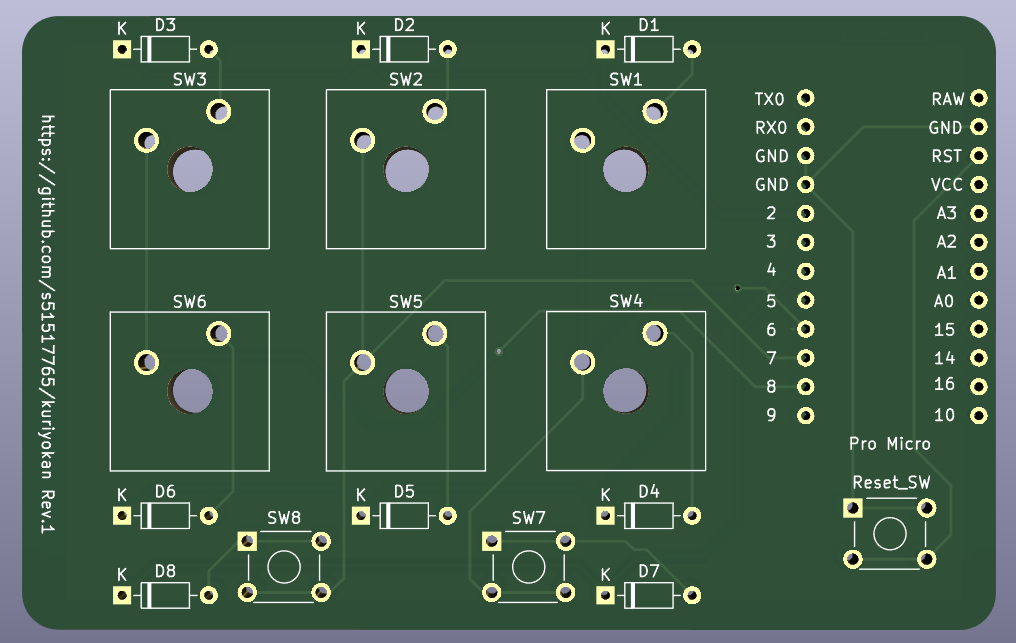 D3
K
D2
K
D1
K
SW3
SW2
SW1
TX0
RAW
RX0
GND
GND
RST
GND
VCC
2
A3
3
A2
4
A1
5
A0
6
15
7
14
8
16
9
10
https://github.com/s51517765/kuriyokan Rev.1
SW6
SW5
SW4
Pro Micro
Reset_SW
D6
K
D5
K
D4
K
SW8
SW7
D8
K
D7
K